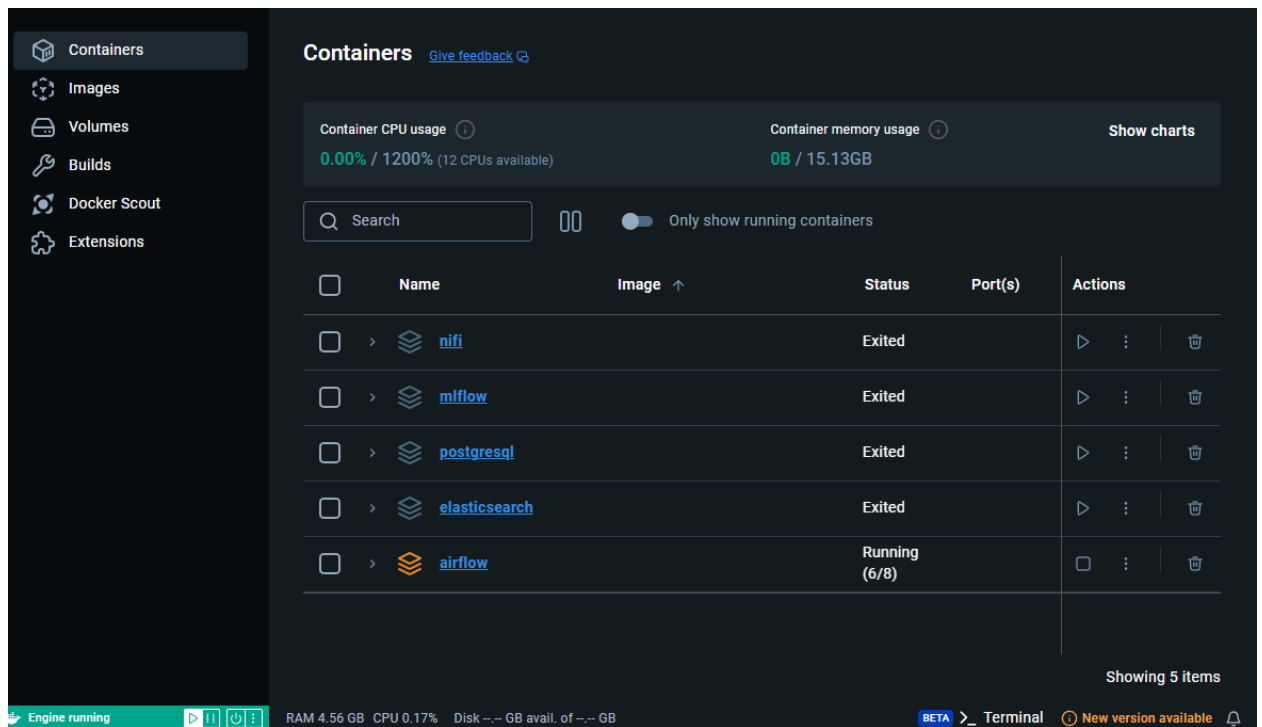 Containers
Images
Volumes
Builds
Docker Scout
Extensions
Containers Give feedback
Container CPU usage
0.00% / 1200% (12 CPUs available)
Container memory usage
0B / 15.13GB
Show charts
Search
Only show running containers
Name Image Status Port(s) Actions
nifi Exited
mlflow Exited
postgresql Exited
elasticsearch Exited
airflow Running
(6/8)
Showing 5 items
Engine running
RAM 4.56 GB CPU 0.17% Disk --.-- GB avail. of --.-- GB
BETA >_ Terminal New version available